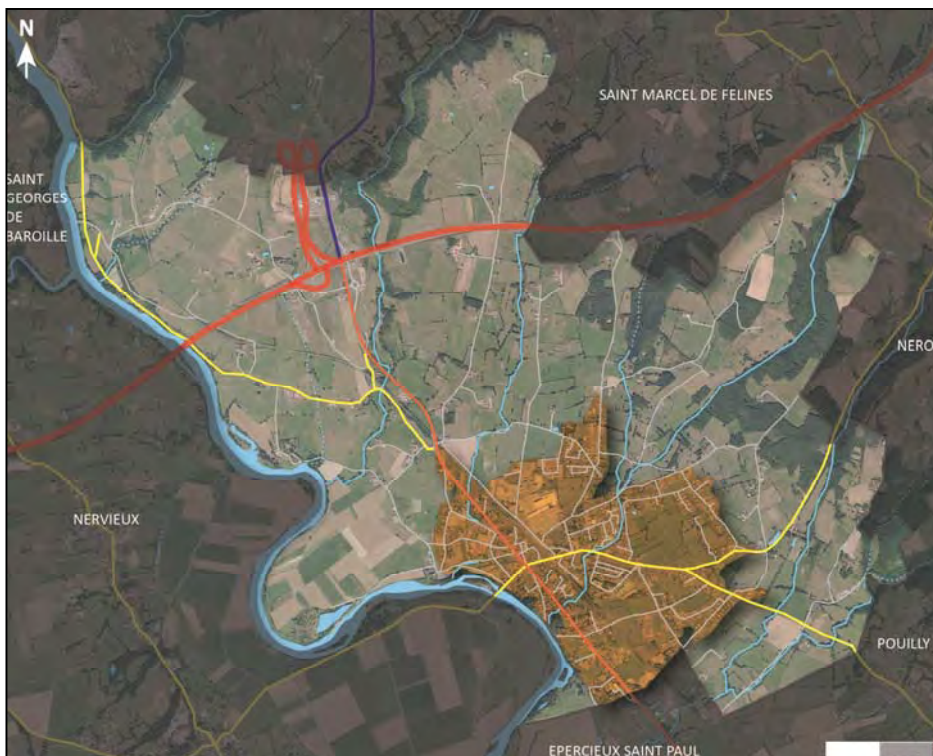 N
SAINT MARCEL DE FELINES
SAINT
GEORGES
DE
BAROILLE
NERO
NERVIEUX
POUILLY
EPERCIEUX SAINT PAUL